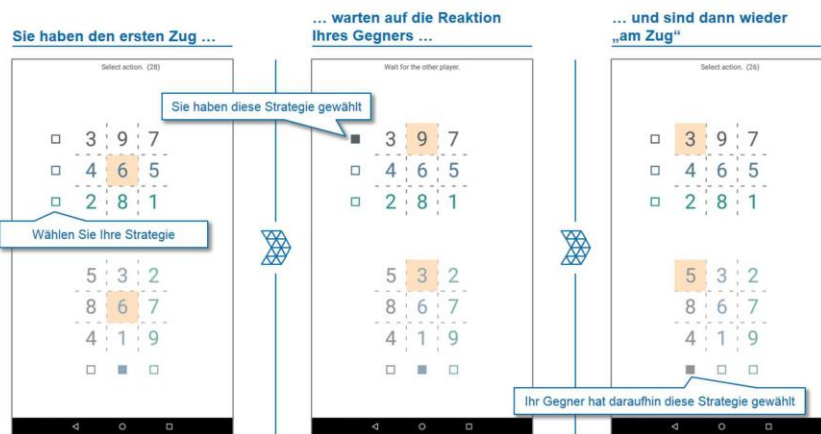 Sie haben den ersten Zug …
… warten auf die Reaktion
Ihres Gegners …
… und sind dann wieder
„am Zug“
Select action. (28)
3 9 7
4 6 5
2 8 1
Wählen Sie Ihre Strategie
5 3 2
8 6 7
4 1 9
Wait for the other player.
Sie haben diese Strategie gewählt
3 9 7
4 6 5
2 8 1
5 3 2
8 6 7
4 1 9
Select action. (26)
3 9 7
4 6 5
2 8 1
5 3 2
8 6 7
4 1 9
Ihr Gegner hat daraufhin diese Strategie gewählt